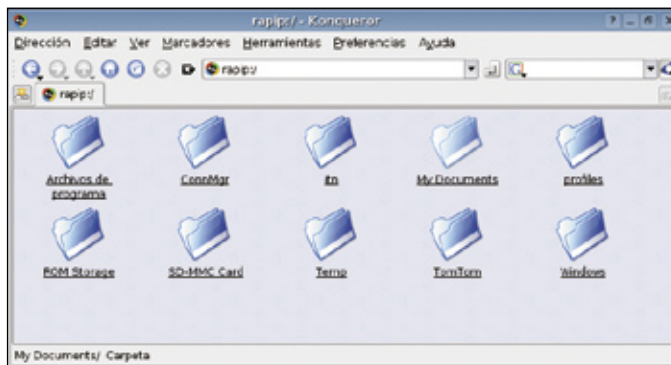 rapip:/ - Konqueror
Dirección Editar Ver Marcadores Herramientas Preferencias Ayuda
rapip:/
rapip:/
Archivos de programa ConnMgr itn My Documents profiles
ROM Storage SD-MMC Card Temp TomTom Windows
My Documents/ Carpeta